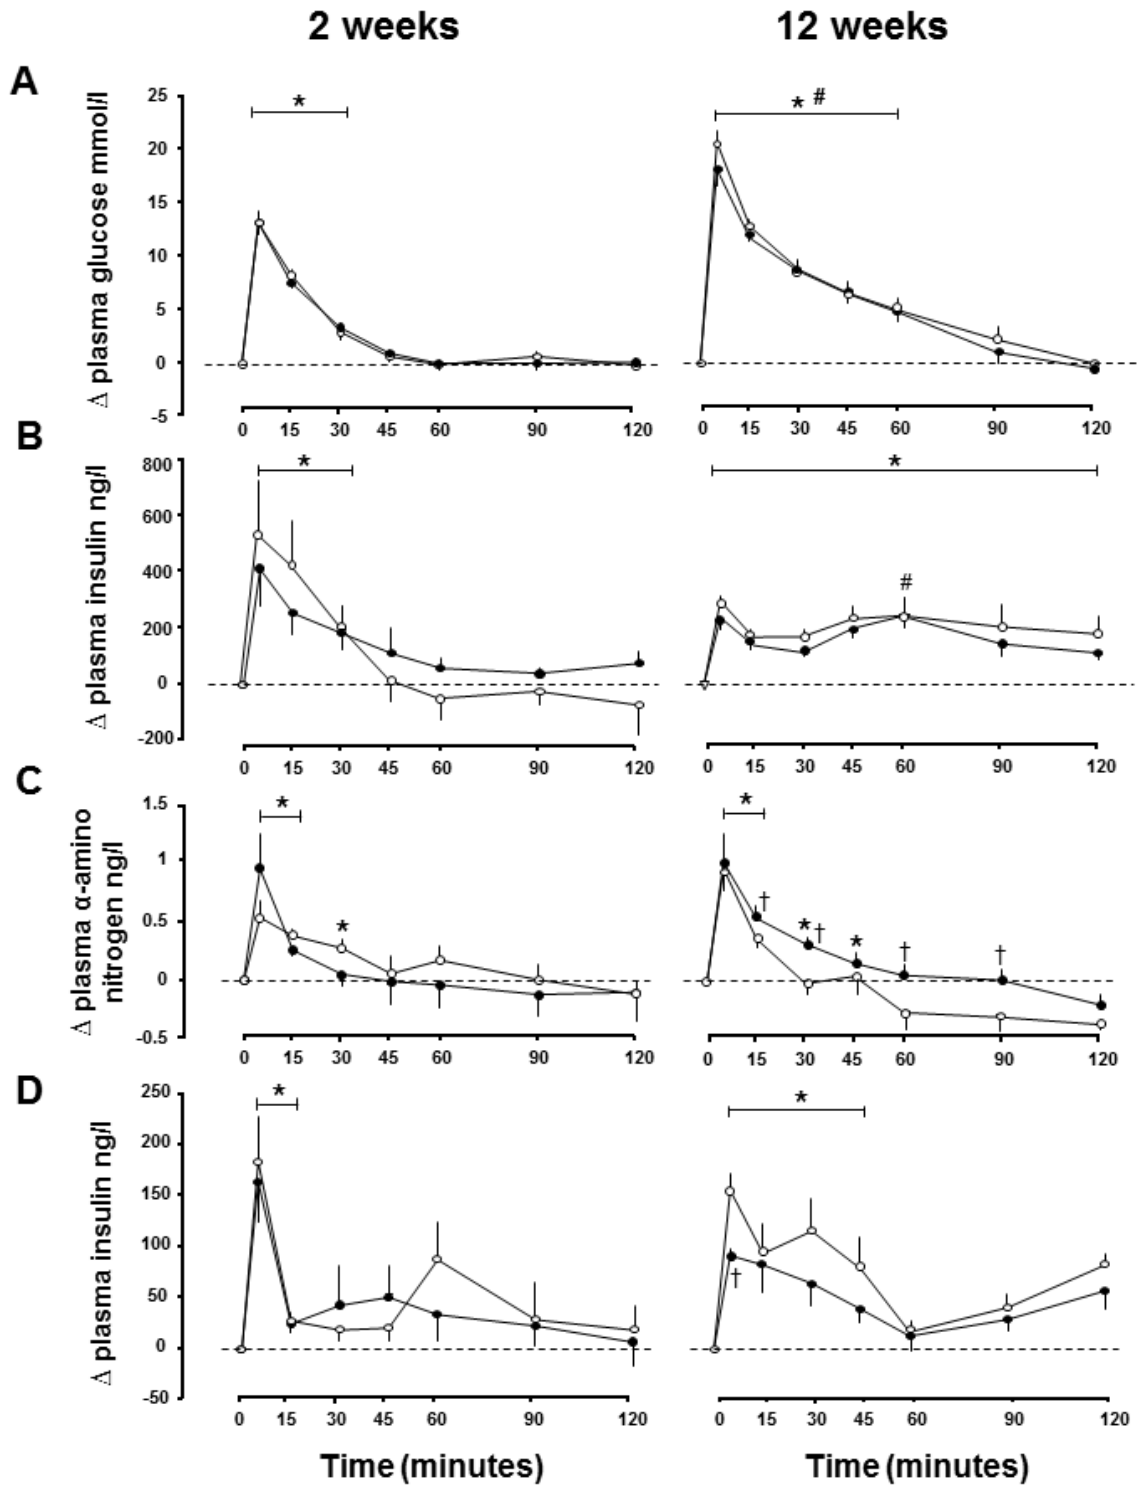 2 weeks 12 weeks
A
Δ plasma glucose mmol/l
25
20
15
10
5
0
-5
*
* #
0 15 30 45 60 90 120
0 15 30 45 60 90 120
B
Δ plasma insulin ng/l
800
600
400
200
0
-200
*
*
#
0 15 30 45 60 90 120
0 15 30 45 60 90 120
C
Δ plasma α-amino
nitrogen ng/l
1.5
1
0.5
0
-0.5
*
*
*
† * † * † †
0 15 30 45 60 90 120
0 15 30 45 60 90 120
D
Δ plasma insulin ng/l
250
200
150
100
50
0
-50
*
*
†
0 15 30 45 60 90 120
0 15 30 45 60 90 120
Time (minutes) Time (minutes)